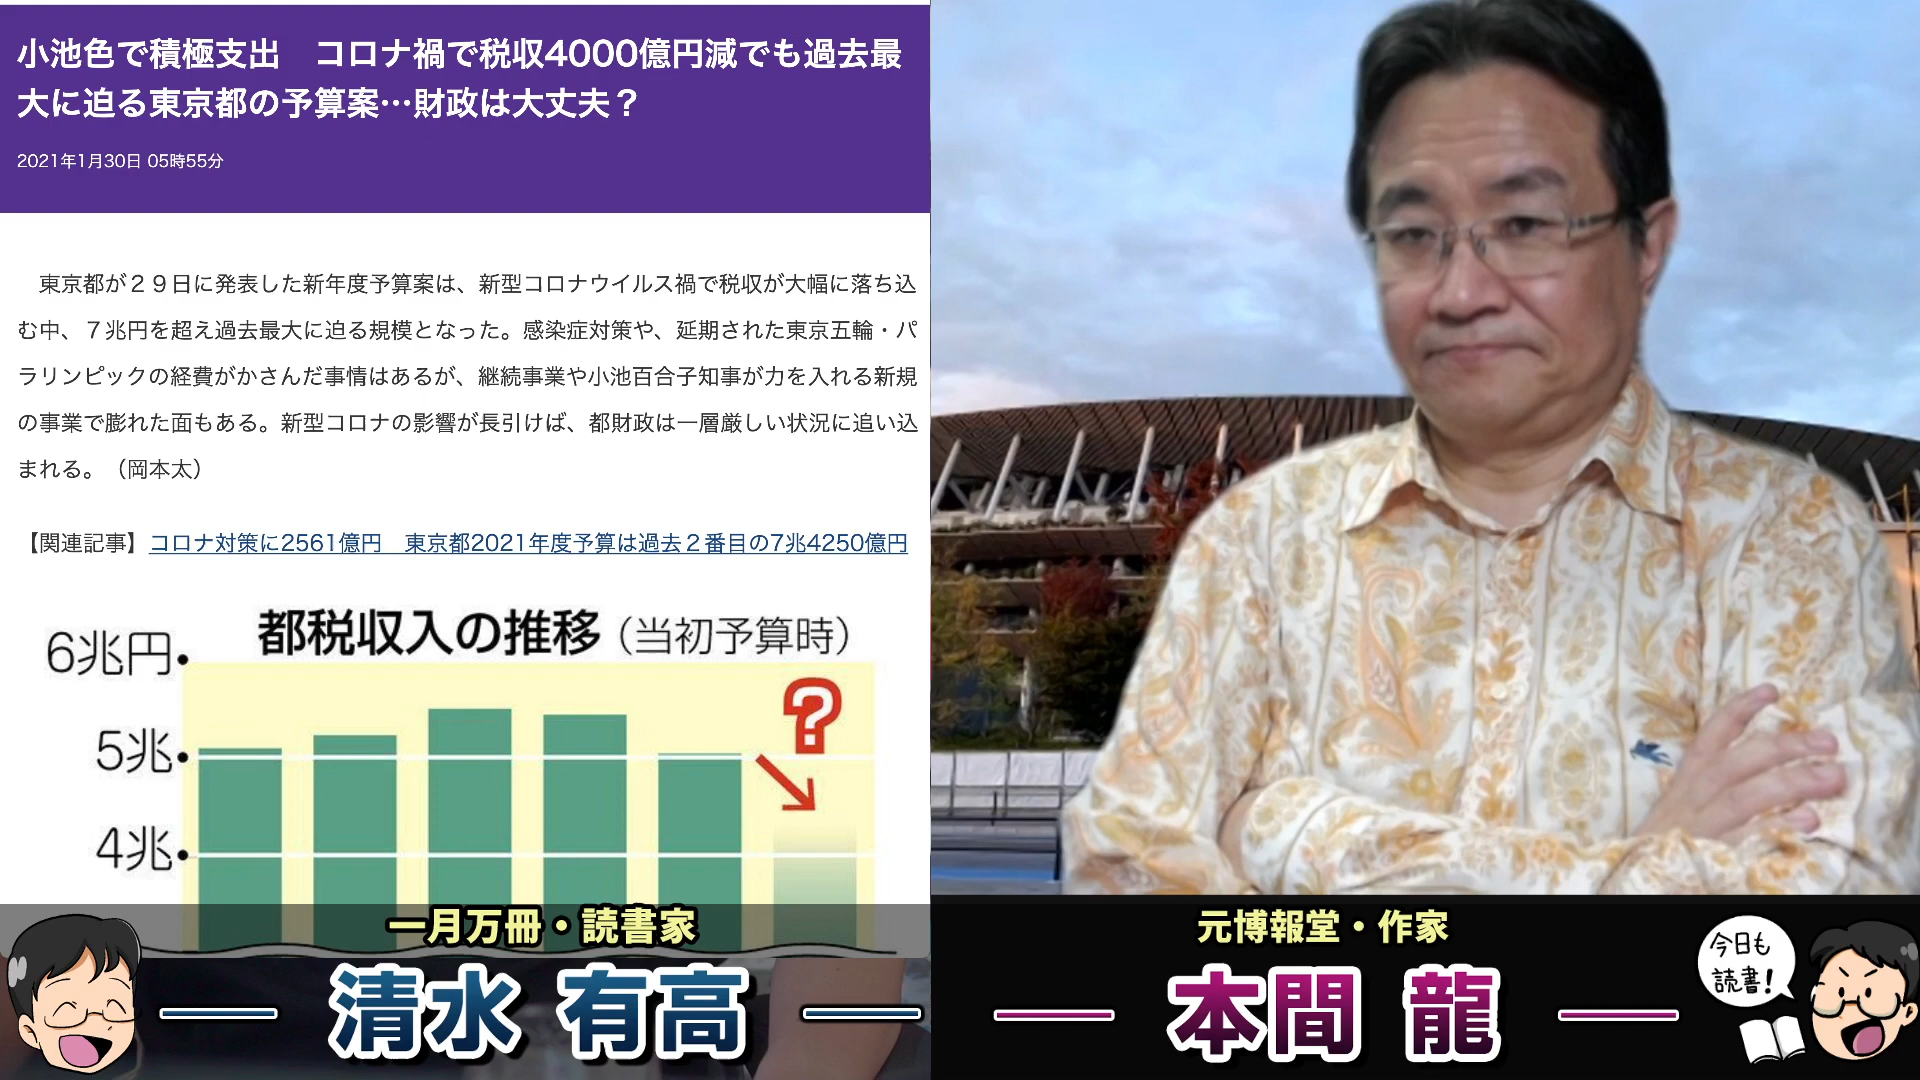 小池色で積極支出　コロナ禍で税収4000億円減でも過去最
大に迫る東京都の予算案…財政は大丈夫？
2021年1月30日 05時55分
　東京都が２９日に発表した新年度予算案は、新型コロナウイルス禍で税収が大幅に落ち込
む中、７兆円を超え過去最大に迫る規模となった。感染症対策や、延期された東京五輪・パ
ラリンピックの経費がかさんだ事情はあるが、継続事業や小池百合子知事が力を入れる新規
の事業で膨れた面もある。新型コロナの影響が長引けば、都財政は一層厳しい状況に追い込
まれる。（岡本太）
【関連記事】コロナ対策に2561億円　東京都2021年度予算は過去２番目の7兆4250億円
都税収入の推移（当初予算時）
6兆円
5兆
4兆
?
一月万冊・読書家
清水 有高
元博報堂・作家
本間 龍
今日も
読書!